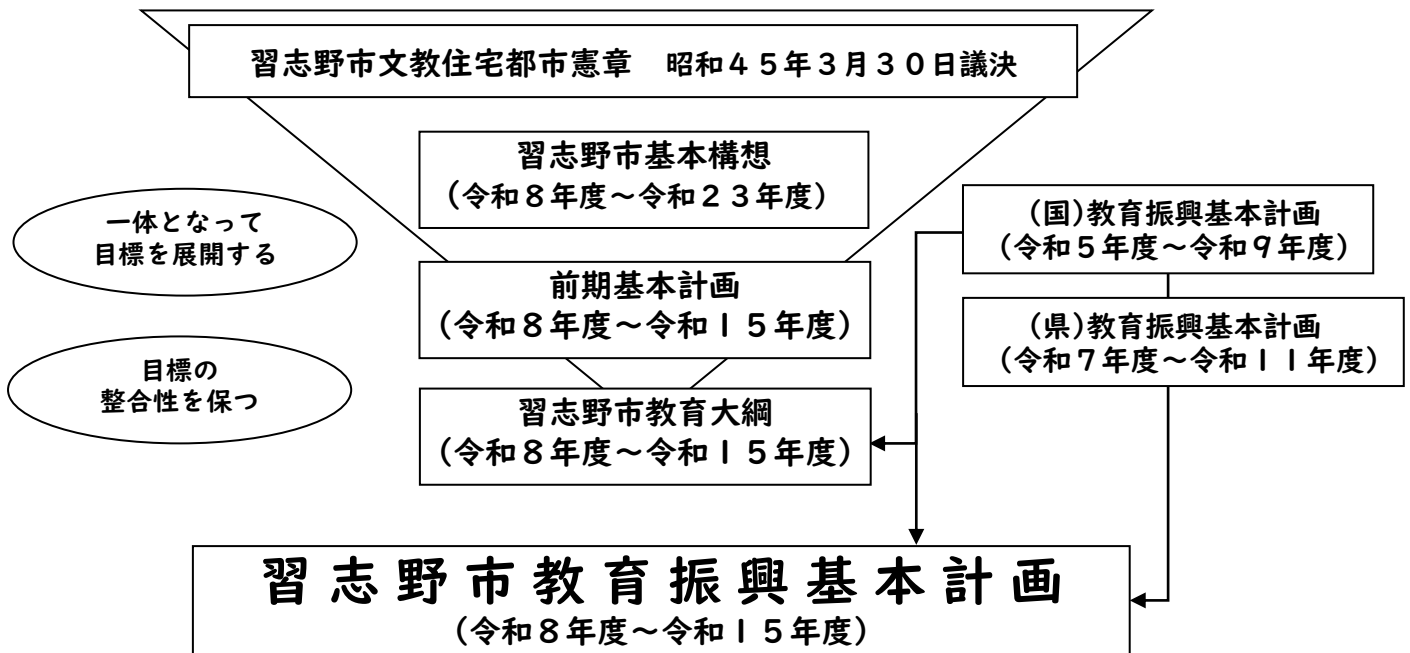 習志野市文教住宅都市憲章　昭和４５年３月３０日議決
習志野市基本構想
（令和８年度～令和２３年度）
一体となって
目標を展開する
（国）教育振興基本計画
（令和５年度～令和９年度）
前期基本計画
（令和８年度～令和１５年度）
（県）教育振興基本計画
（令和７年度～令和１１年度）
目標の
整合性を保つ
習志野市教育大綱
（令和８年度～令和１５年度）
習志野市教育振興基本計画
（令和８年度～令和１５年度）